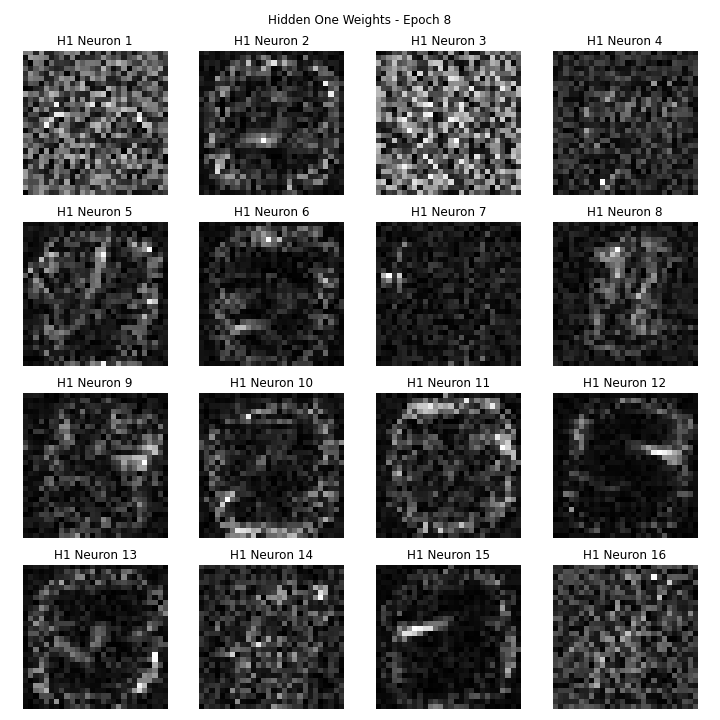 Hidden One Weights - Epoch 8
H1 Neuron 1
H1 Neuron 2
H1 Neuron 3
H1 Neuron 4
H1 Neuron 5
H1 Neuron 6
H1 Neuron 7
H1 Neuron 8
H1 Neuron 9
H1 Neuron 10
H1 Neuron 11
H1 Neuron 12
H1 Neuron 13
H1 Neuron 14
H1 Neuron 15
H1 Neuron 16